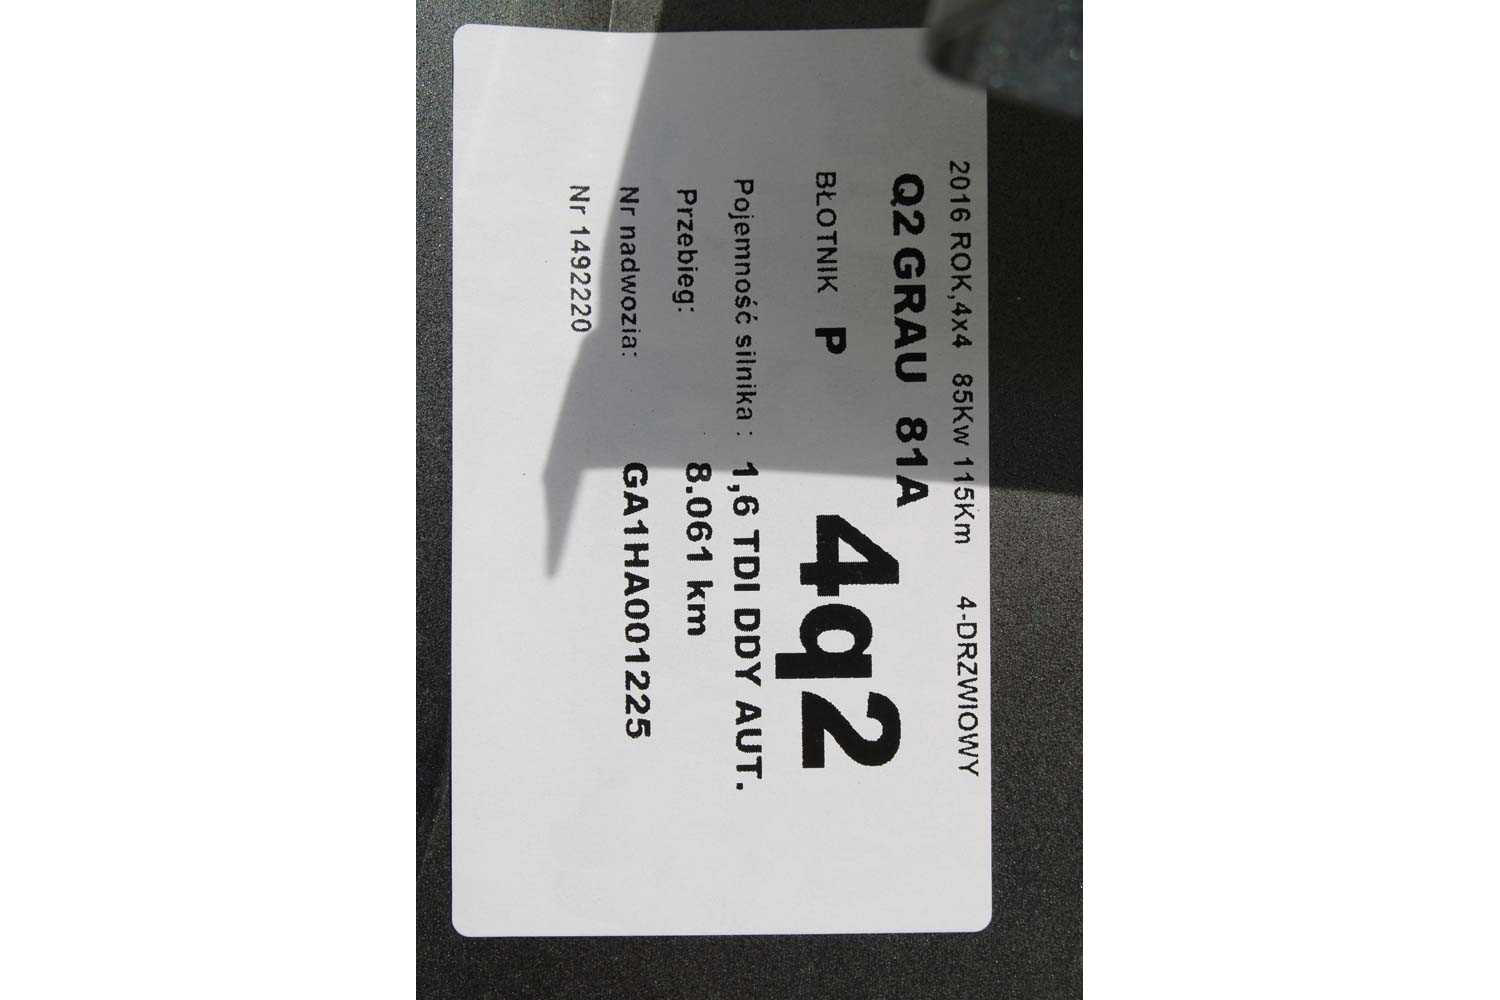 2016 ROK,4x4 85Kw 115Km 4-DRZWIOWY
Q2 GRAU 81A
BŁOTNIK P 4q2
Pojemność silnika : 1,6 TDI DDY AUT.
Przebieg: 8.061 km
Nr nadwozia: GA1HA001225
Nr 1492220